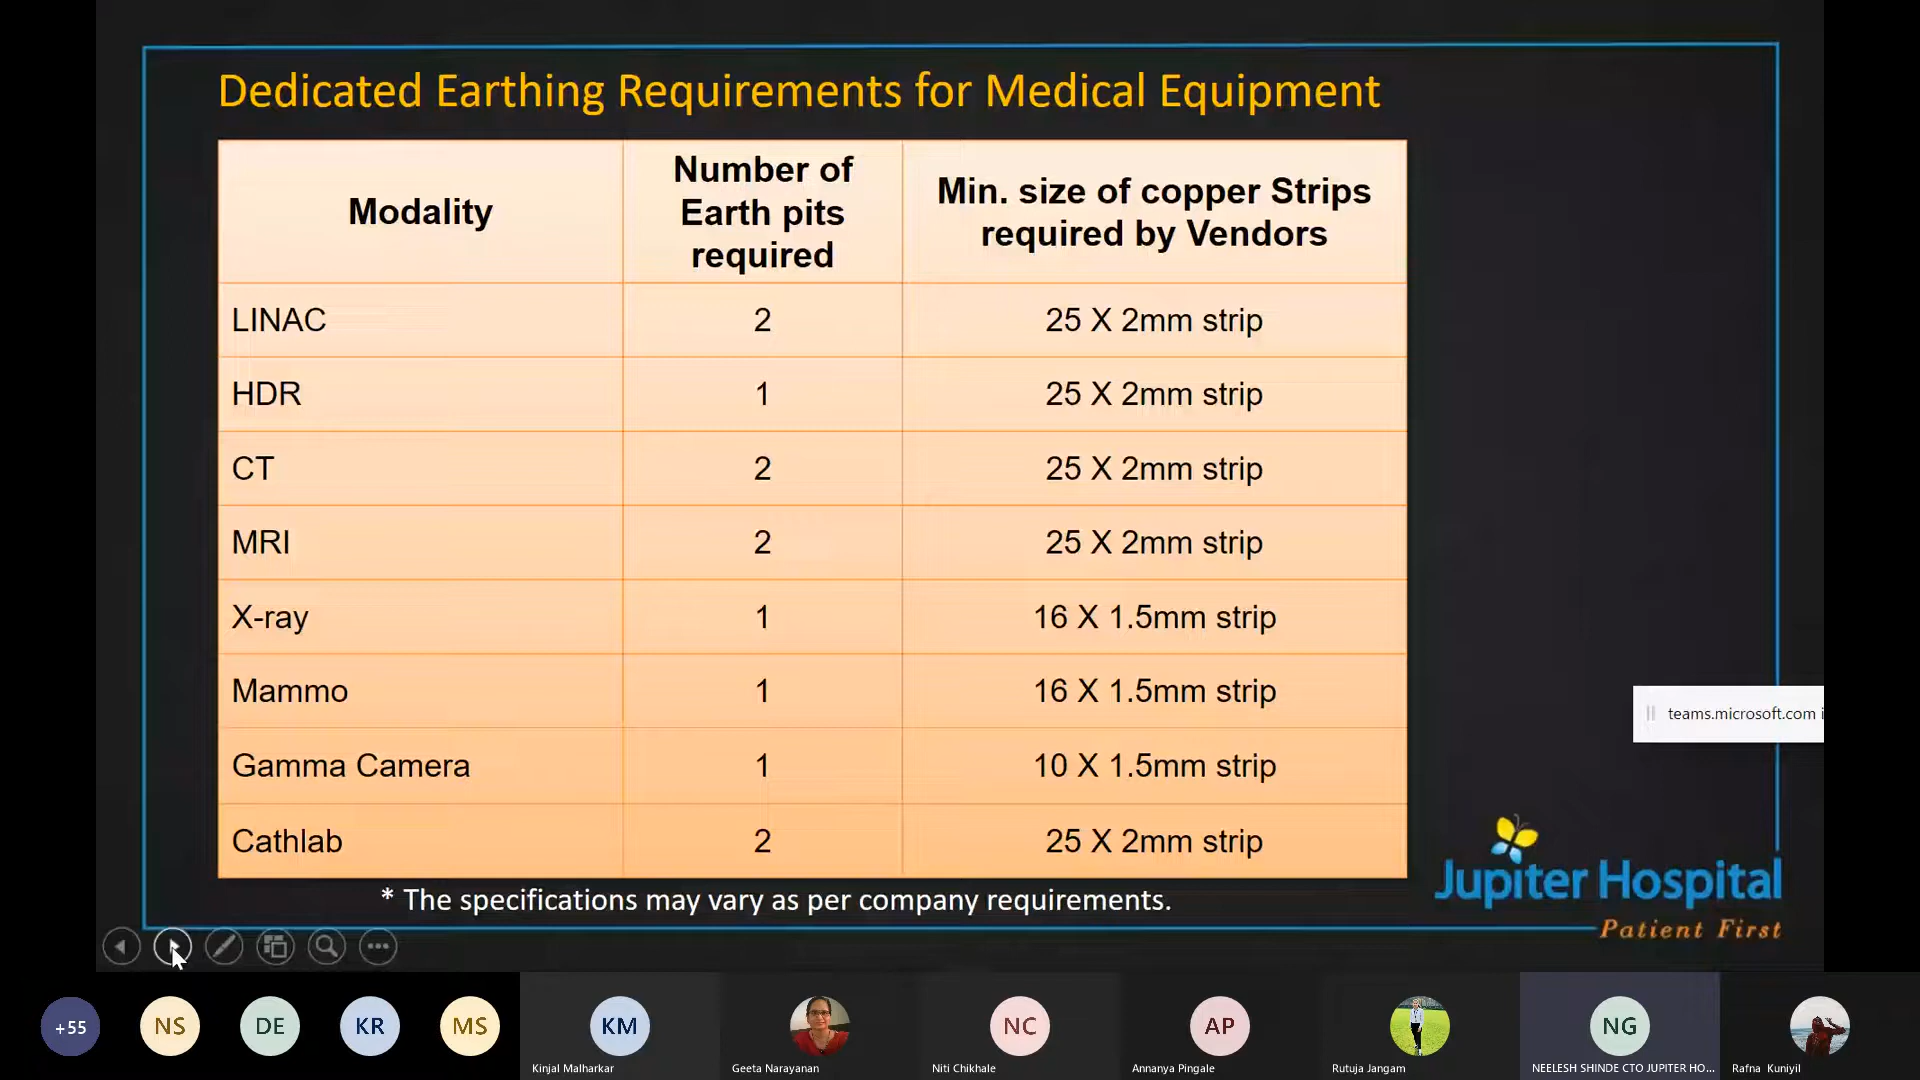 Dedicated Earthing Requirements for Medical Equipment
Modality
Number of
Earth pits
required
Min. size of copper Strips
required by Vendors
LINAC 2 25 X 2mm strip
HDR 1 25 X 2mm strip
CT 2 25 X 2mm strip
MRI 2 25 X 2mm strip
X-ray 1 16 X 1.5mm strip
Mammo 1 16 X 1.5mm strip
Gamma Camera 1 10 X 1.5mm strip
Cathlab 2 25 X 2mm strip
* The specifications may vary as per company requirements.
teams.microsoft.com i
Jupiter Hospital
Patient First
+55 NS DE KR MS KM NC AP NG
Kinjal Malharkar Geeta Narayanan Niti Chikhale Annanya Pingale Rutuja Jangam NEELESH SHINDE CTO JUPITER HO... Rafna Kuniyil